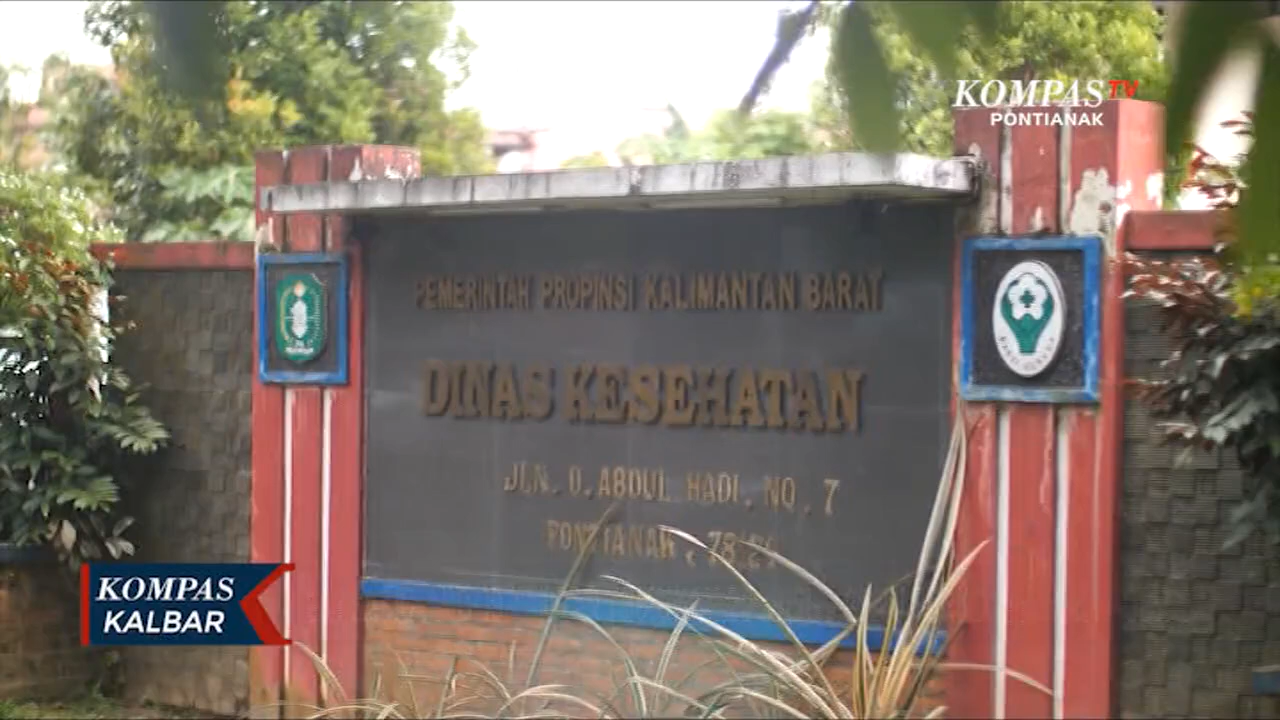 KOMPAS TV
PONTIANAK
PEMERINTAH PROPINSI KALIMANTAN BARAT
DINAS KESEHATAN
JLN. D. ABDUL HADI. NO. 7
PONTIANAK.
KOMPAS
KALBAR